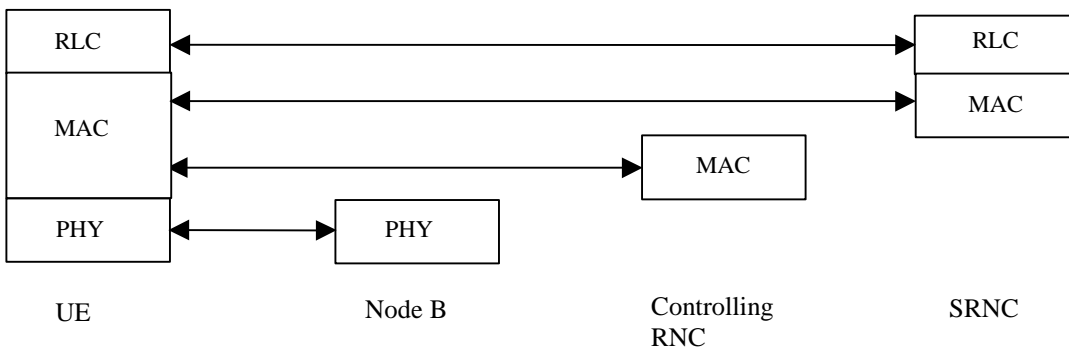 RLC
RLC
MAC
MAC
MAC
PHY
PHY
UE
Node B
Controlling
RNC
SRNC